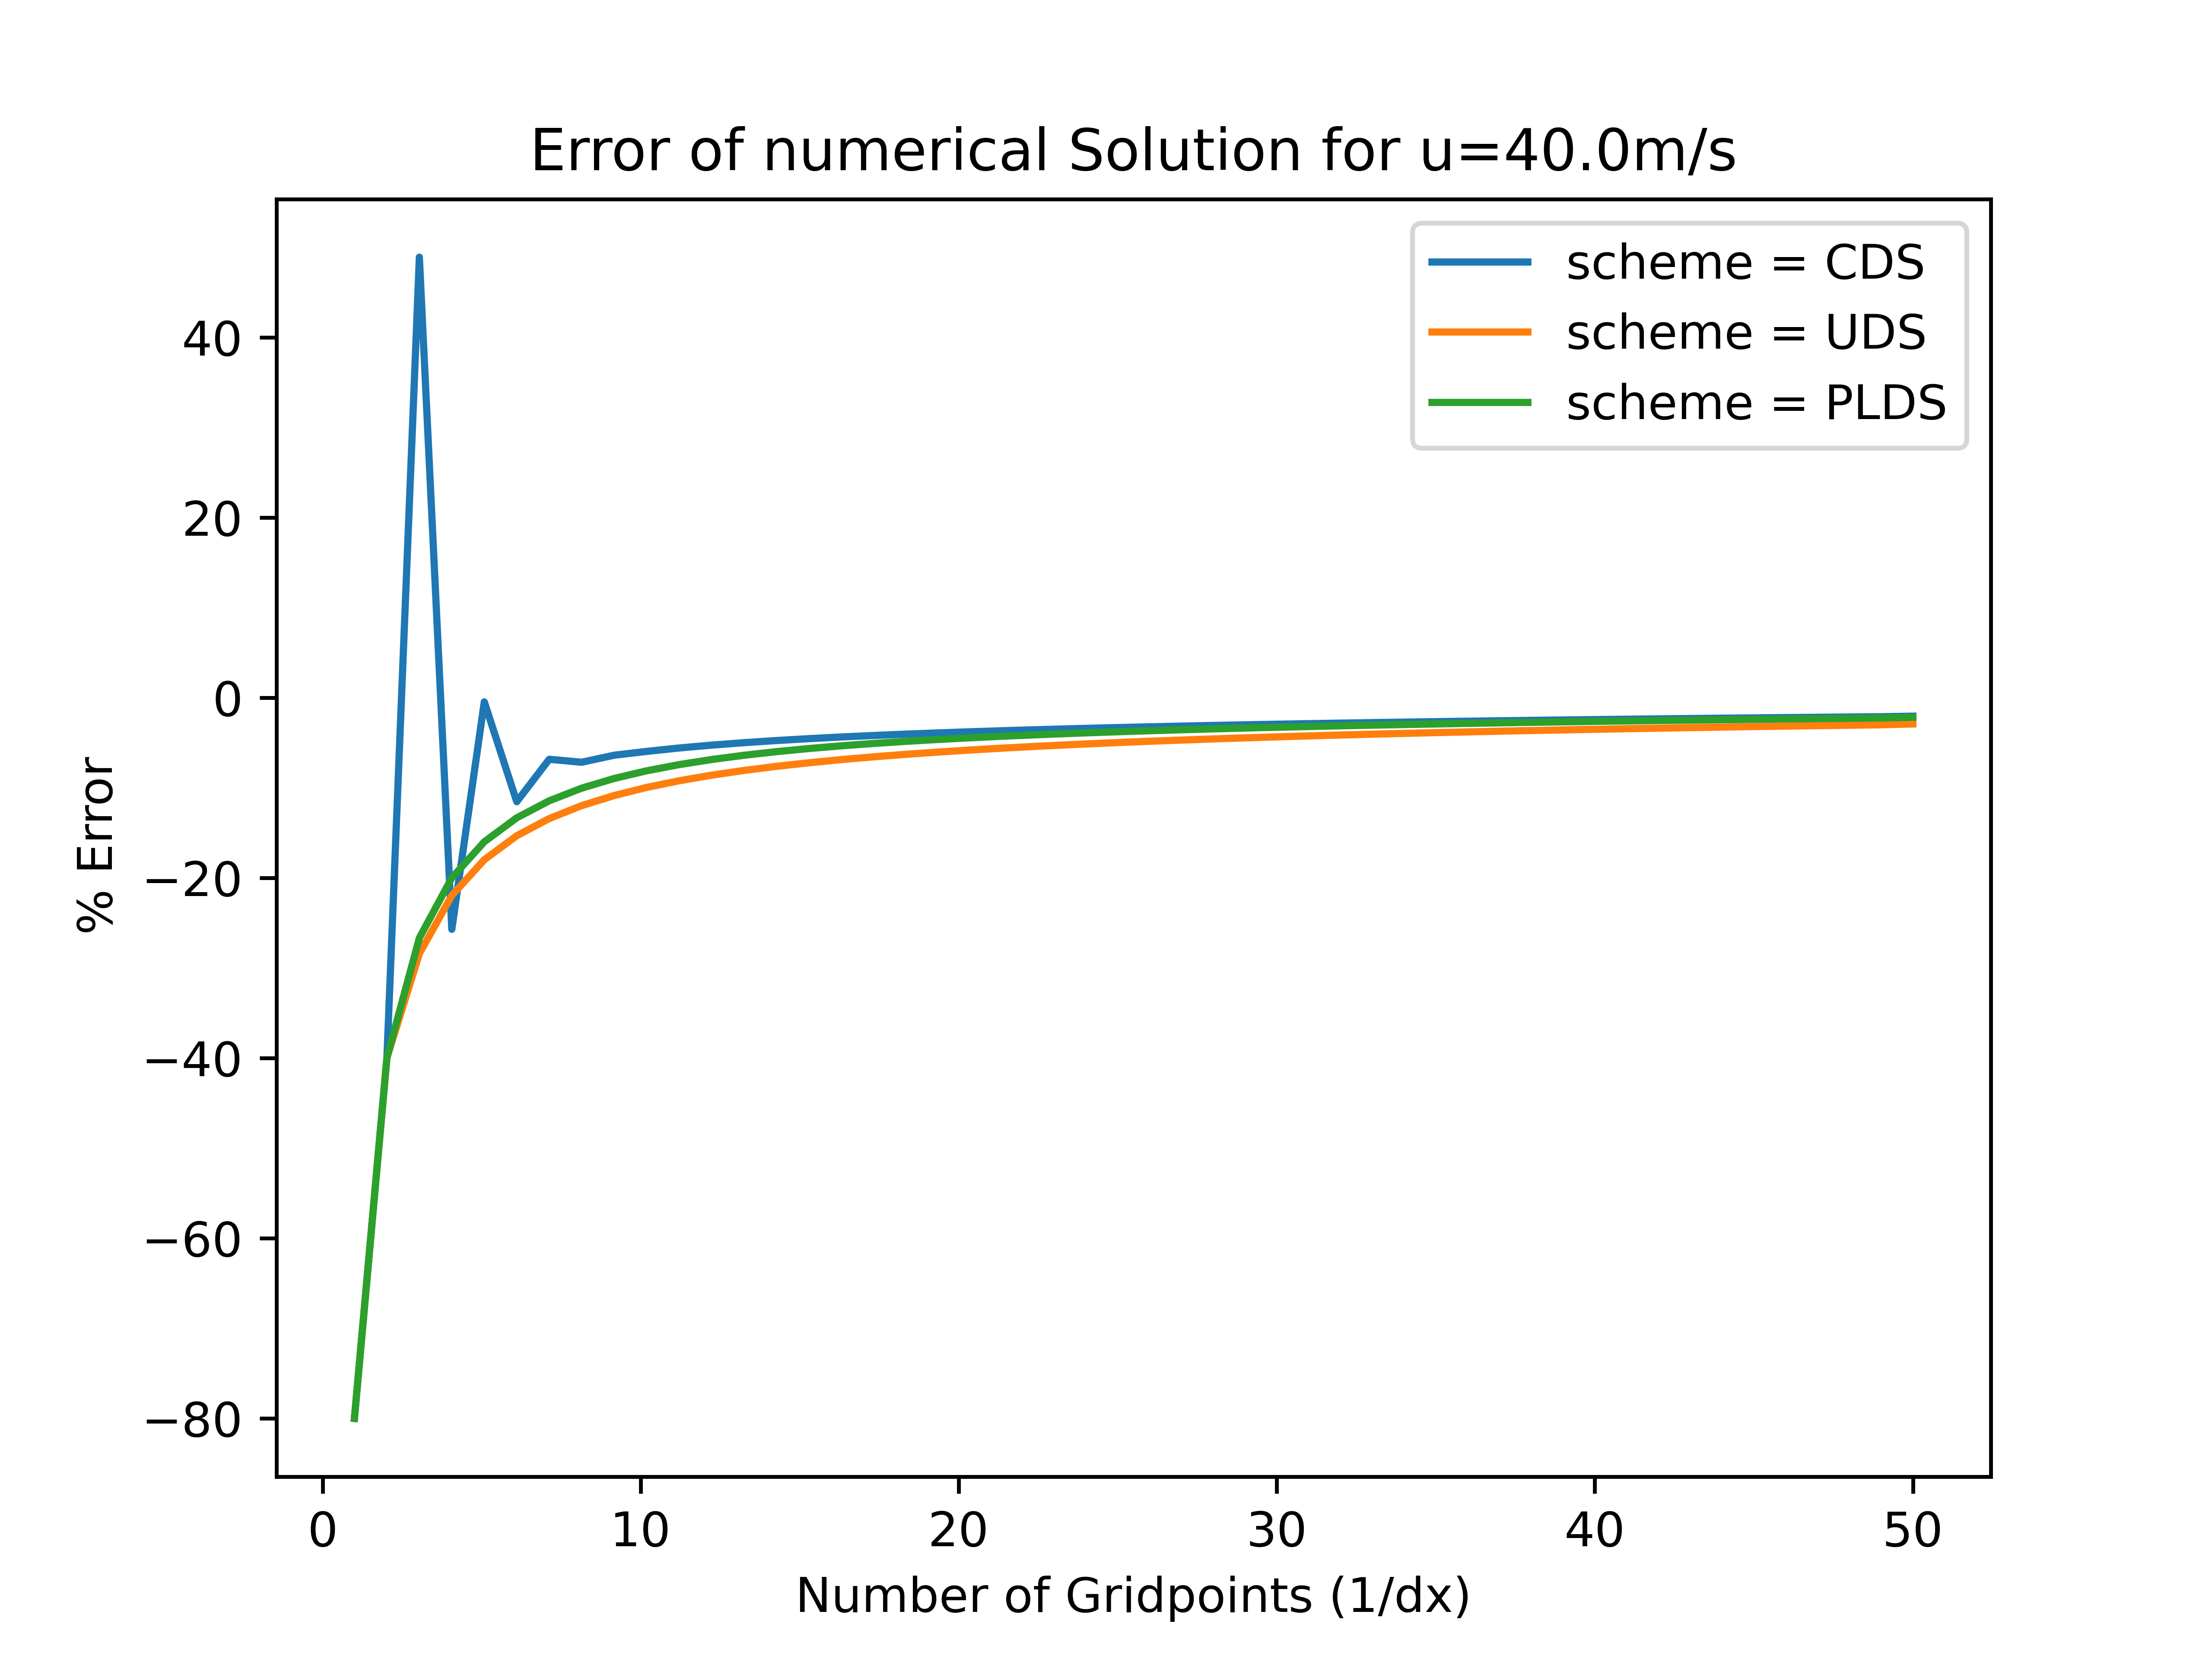 Error of numerical Solution for u=40.0m/s
scheme = CDS
scheme = UDS
scheme = PLDS
40
20
0
−20
−40
−60
−80
% Error
0 10 20 30 40 50
Number of Gridpoints (1/dx)